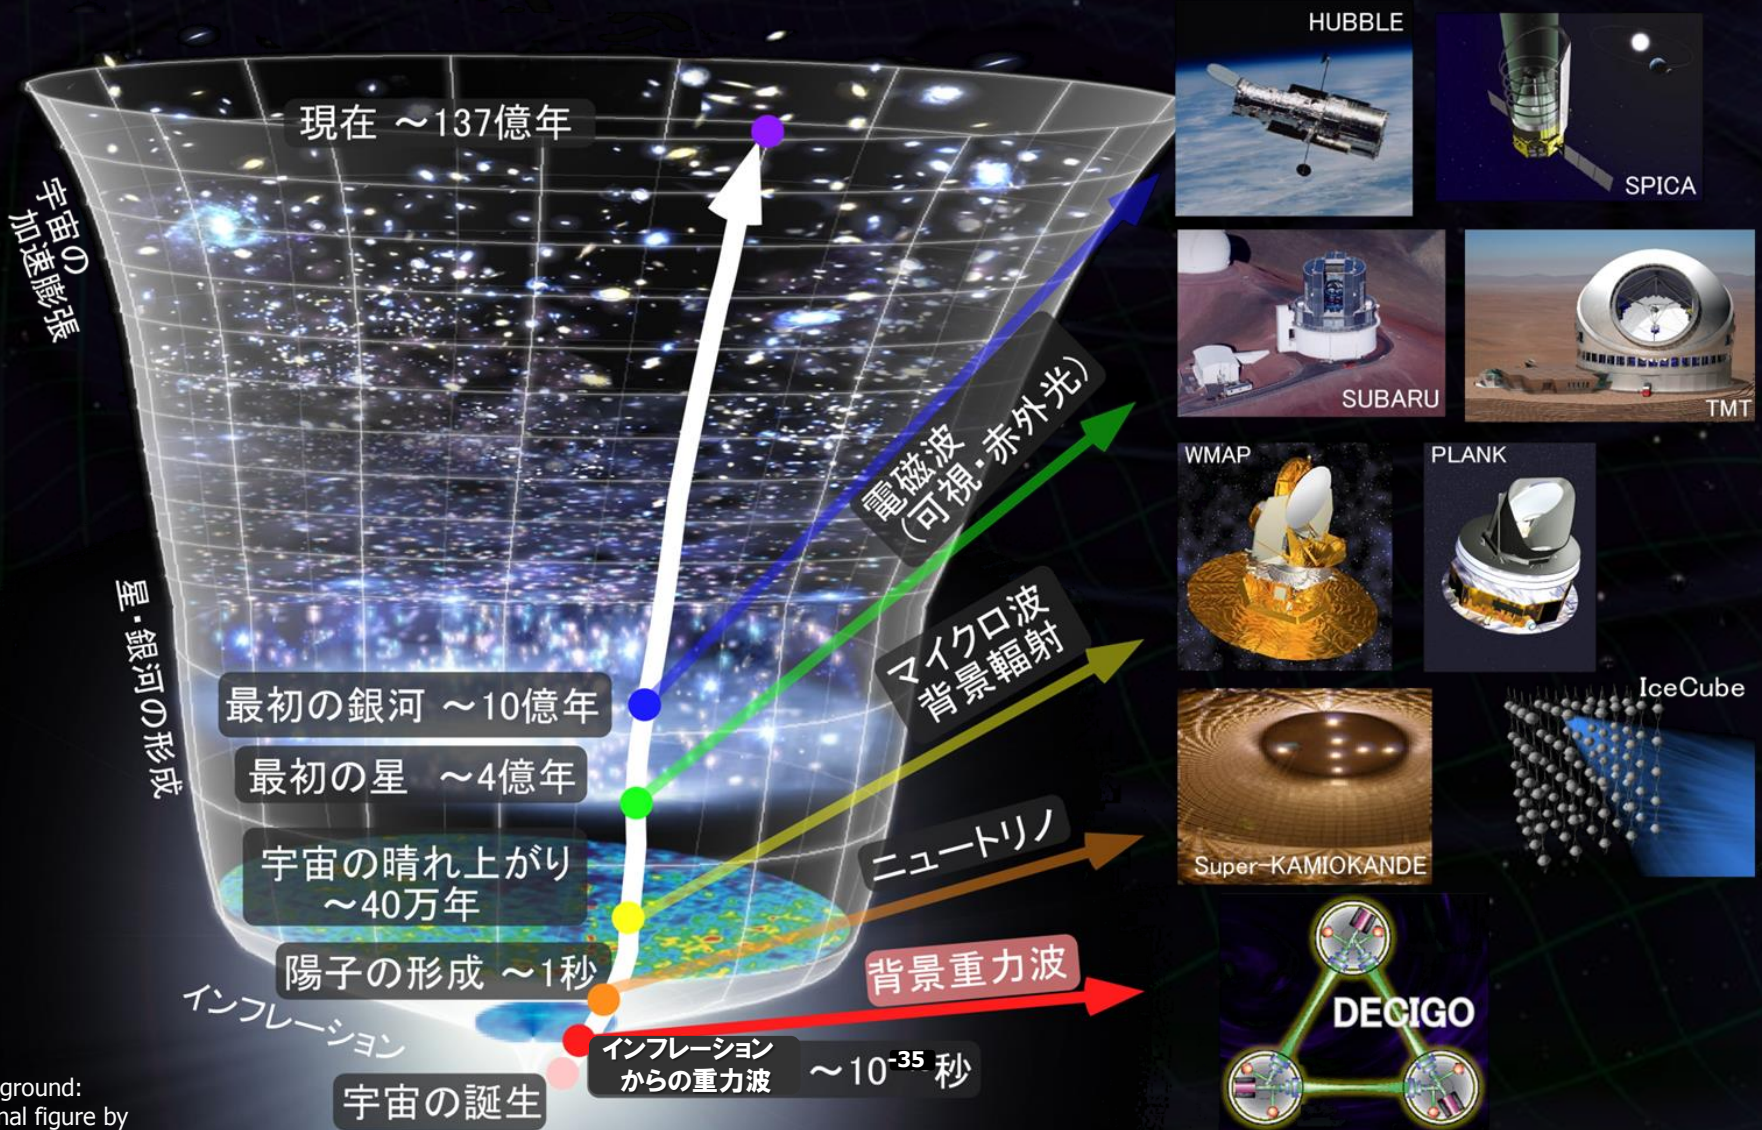 現在 ～137億年
宇宙の
加速膨張
星・銀河の形成
最初の銀河 ～10億年
最初の星 ～4億年
宇宙の晴れ上がり
～40万年
陽子の形成 ～1秒
インフレーション
宇宙の誕生
インフレーション
からの重力波
～10-35 秒
電磁波
（可視・赤外光）
マイクロ波
背景輻射
ニュートリノ
背景重力波
HUBBLE
SPICA
SUBARU
TMT
WMAP
PLANK
Super-KAMIOKANDE
IceCube
DECIGO
ground:
nal figure by